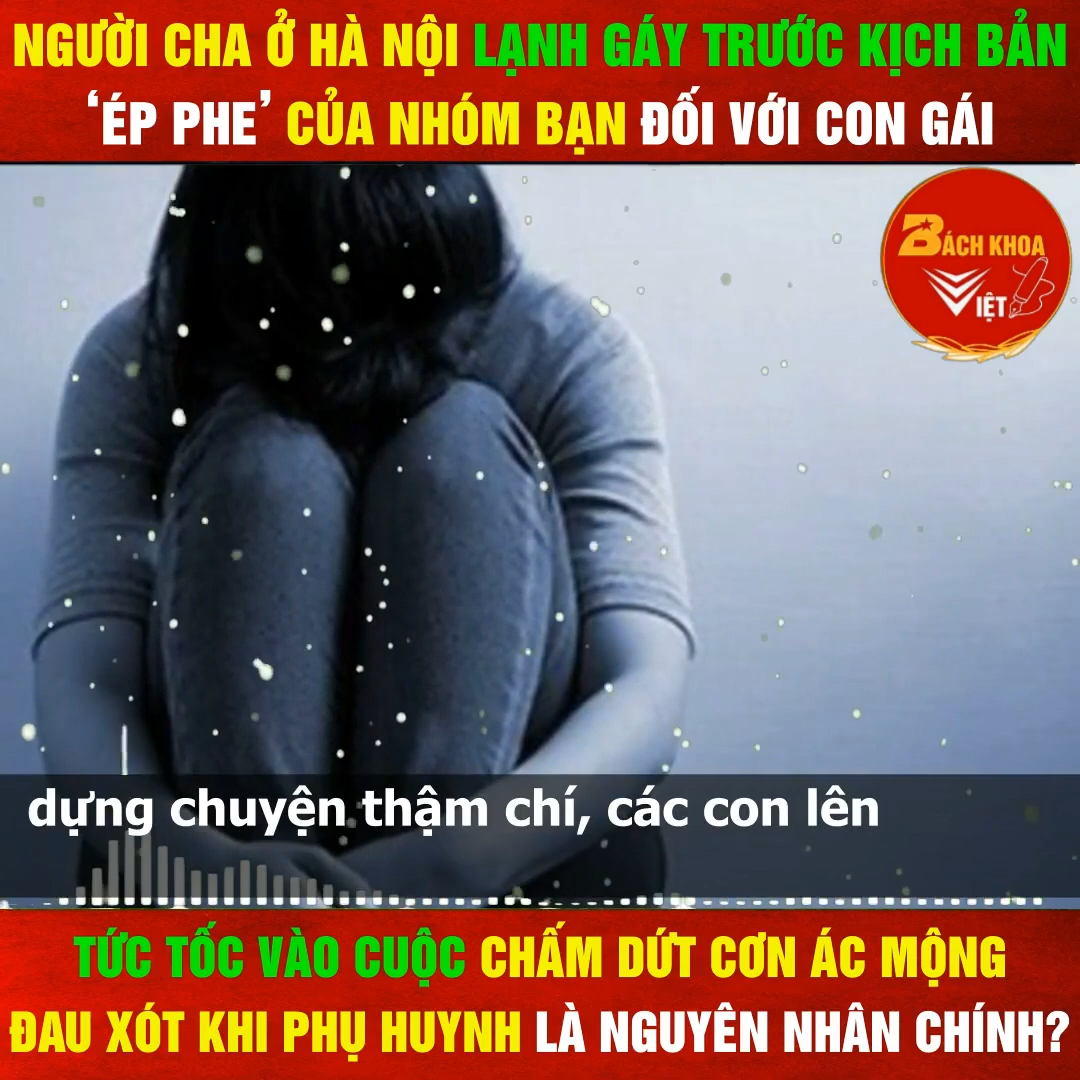 NGƯỜI CHA Ở HÀ NỘI LẠNH GÁY TRƯỚC KỊCH BẢN
‘ÉP PHE’ CỦA NHÓM BẠN ĐỐI VỚI CON GÁI
BÁCH KHOA
VIỆT
dựng chuyện thậm chí, các con lên
TỨC TỐC VÀO CUỘC CHẤM DỨT CƠN ÁC MỘNG
ĐAU XÓT KHI PHỤ HUYNH LÀ NGUYÊN NHÂN CHÍNH?